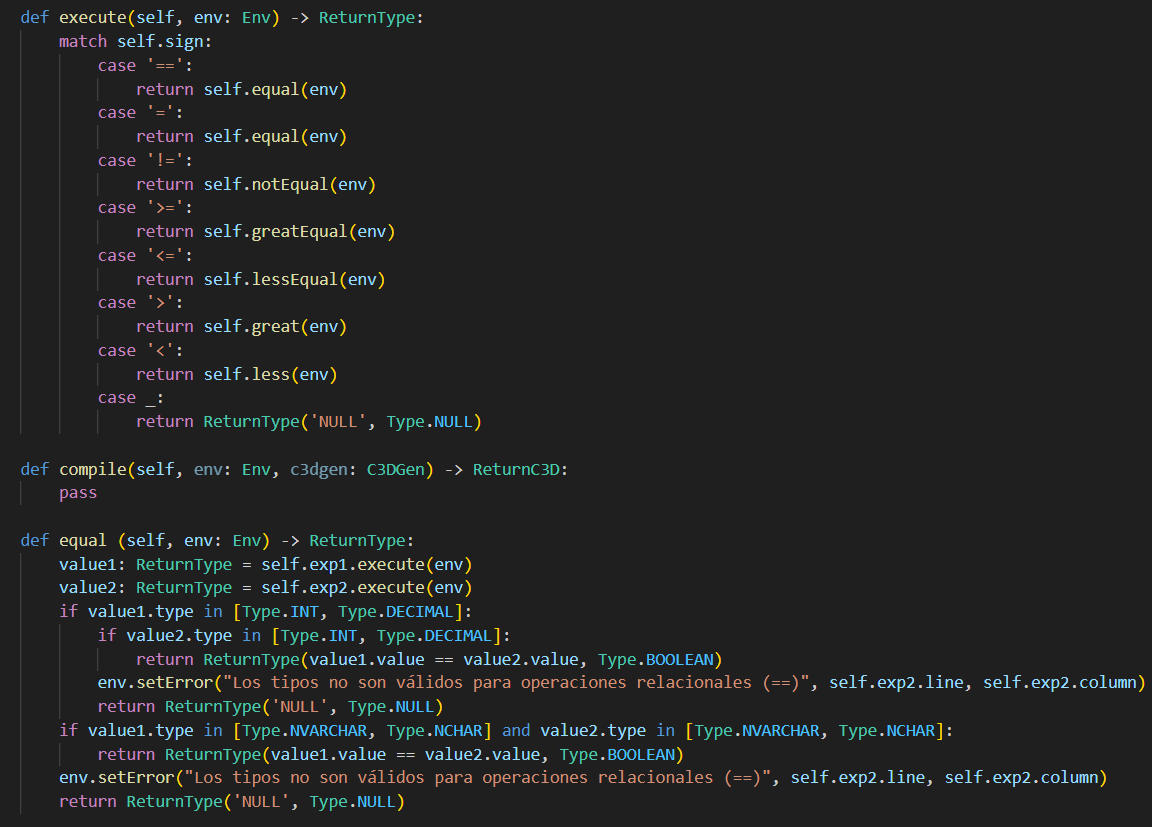 def execute(self, env: Env) -> ReturnType:
    match self.sign:
        case '==':
            return self.equal(env)
        case '=':
            return self.equal(env)
        case '!=':
            return self.notEqual(env)
        case '>=':
            return self.greatEqual(env)
        case '<=':
            return self.lessEqual(env)
        case '>':
            return self.great(env)
        case '<':
            return self.less(env)
        case _:
            return ReturnType('NULL', Type.NULL)

def compile(self, env: Env, c3dgen: C3DGen) -> ReturnC3D:
    pass

def equal (self, env: Env) -> ReturnType:
    value1: ReturnType = self.exp1.execute(env)
    value2: ReturnType = self.exp2.execute(env)
    if value1.type in [Type.INT, Type.DECIMAL]:
        if value2.type in [Type.INT, Type.DECIMAL]:
            return ReturnType(value1.value == value2.value, Type.BOOLEAN)
        env.setError("Los tipos no son válidos para operaciones relacionales (==)", self.exp2.line, self.exp2.column)
        return ReturnType('NULL', Type.NULL)
    if value1.type in [Type.NVARCHAR, Type.NCHAR] and value2.type in [Type.NVARCHAR, Type.NCHAR]:
        return ReturnType(value1.value == value2.value, Type.BOOLEAN)
    env.setError("Los tipos no son válidos para operaciones relacionales (==)", self.exp2.line, self.exp2.column)
    return ReturnType('NULL', Type.NULL)